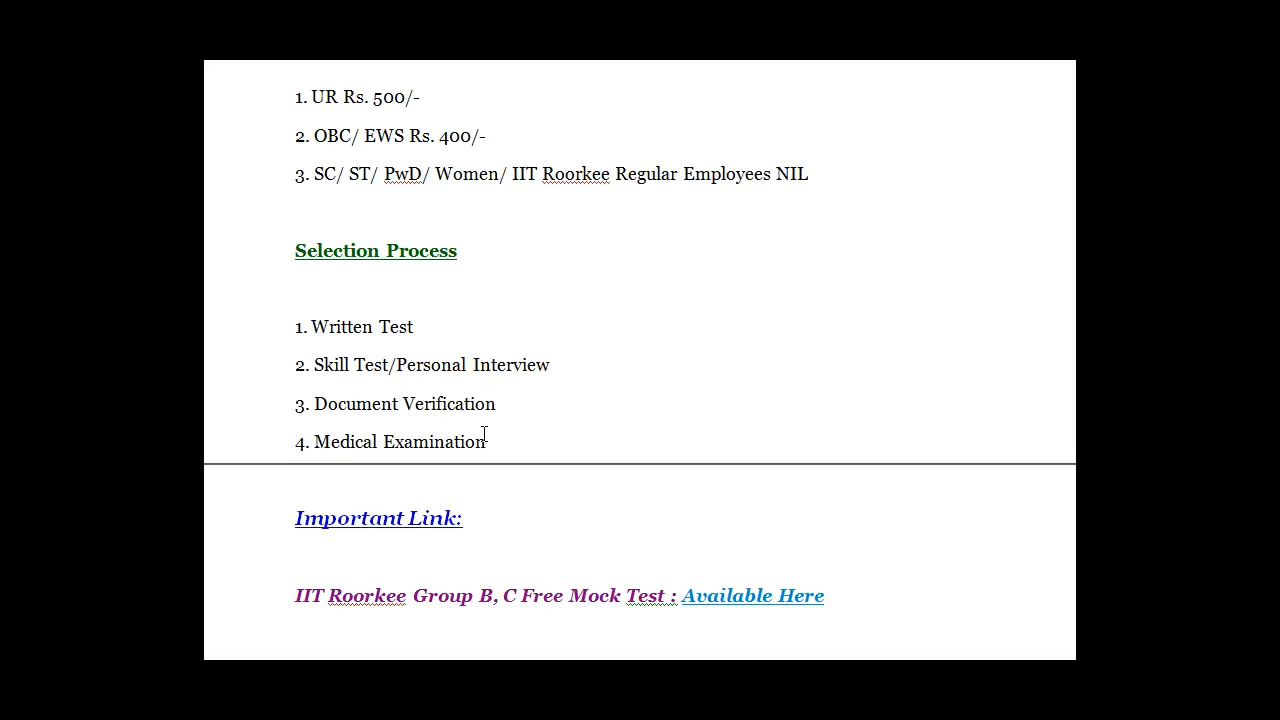 1. UR Rs. 500/-
2. OBC/ EWS Rs. 400/-
3. SC/ ST/ PwD/ Women/ IIT Roorkee Regular Employees NIL
Selection Process
1. Written Test
2. Skill Test/Personal Interview
3. Document Verification
4. Medical Examination
Important Link:
IIT Roorkee Group B, C Free Mock Test : Available Here